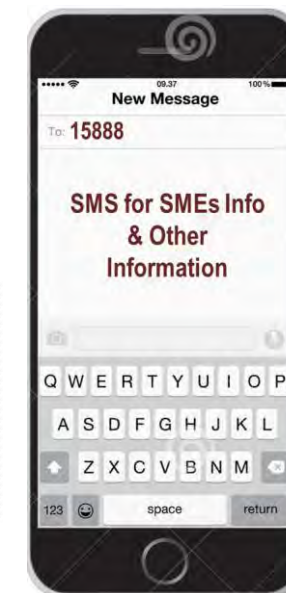 09.37 100%
New Message
To: 15888
SMS for SMEs Info
& Other
Information
Q W E R T Y U I O P
A S D F G H J K L
Z X C V B N M
123 space return